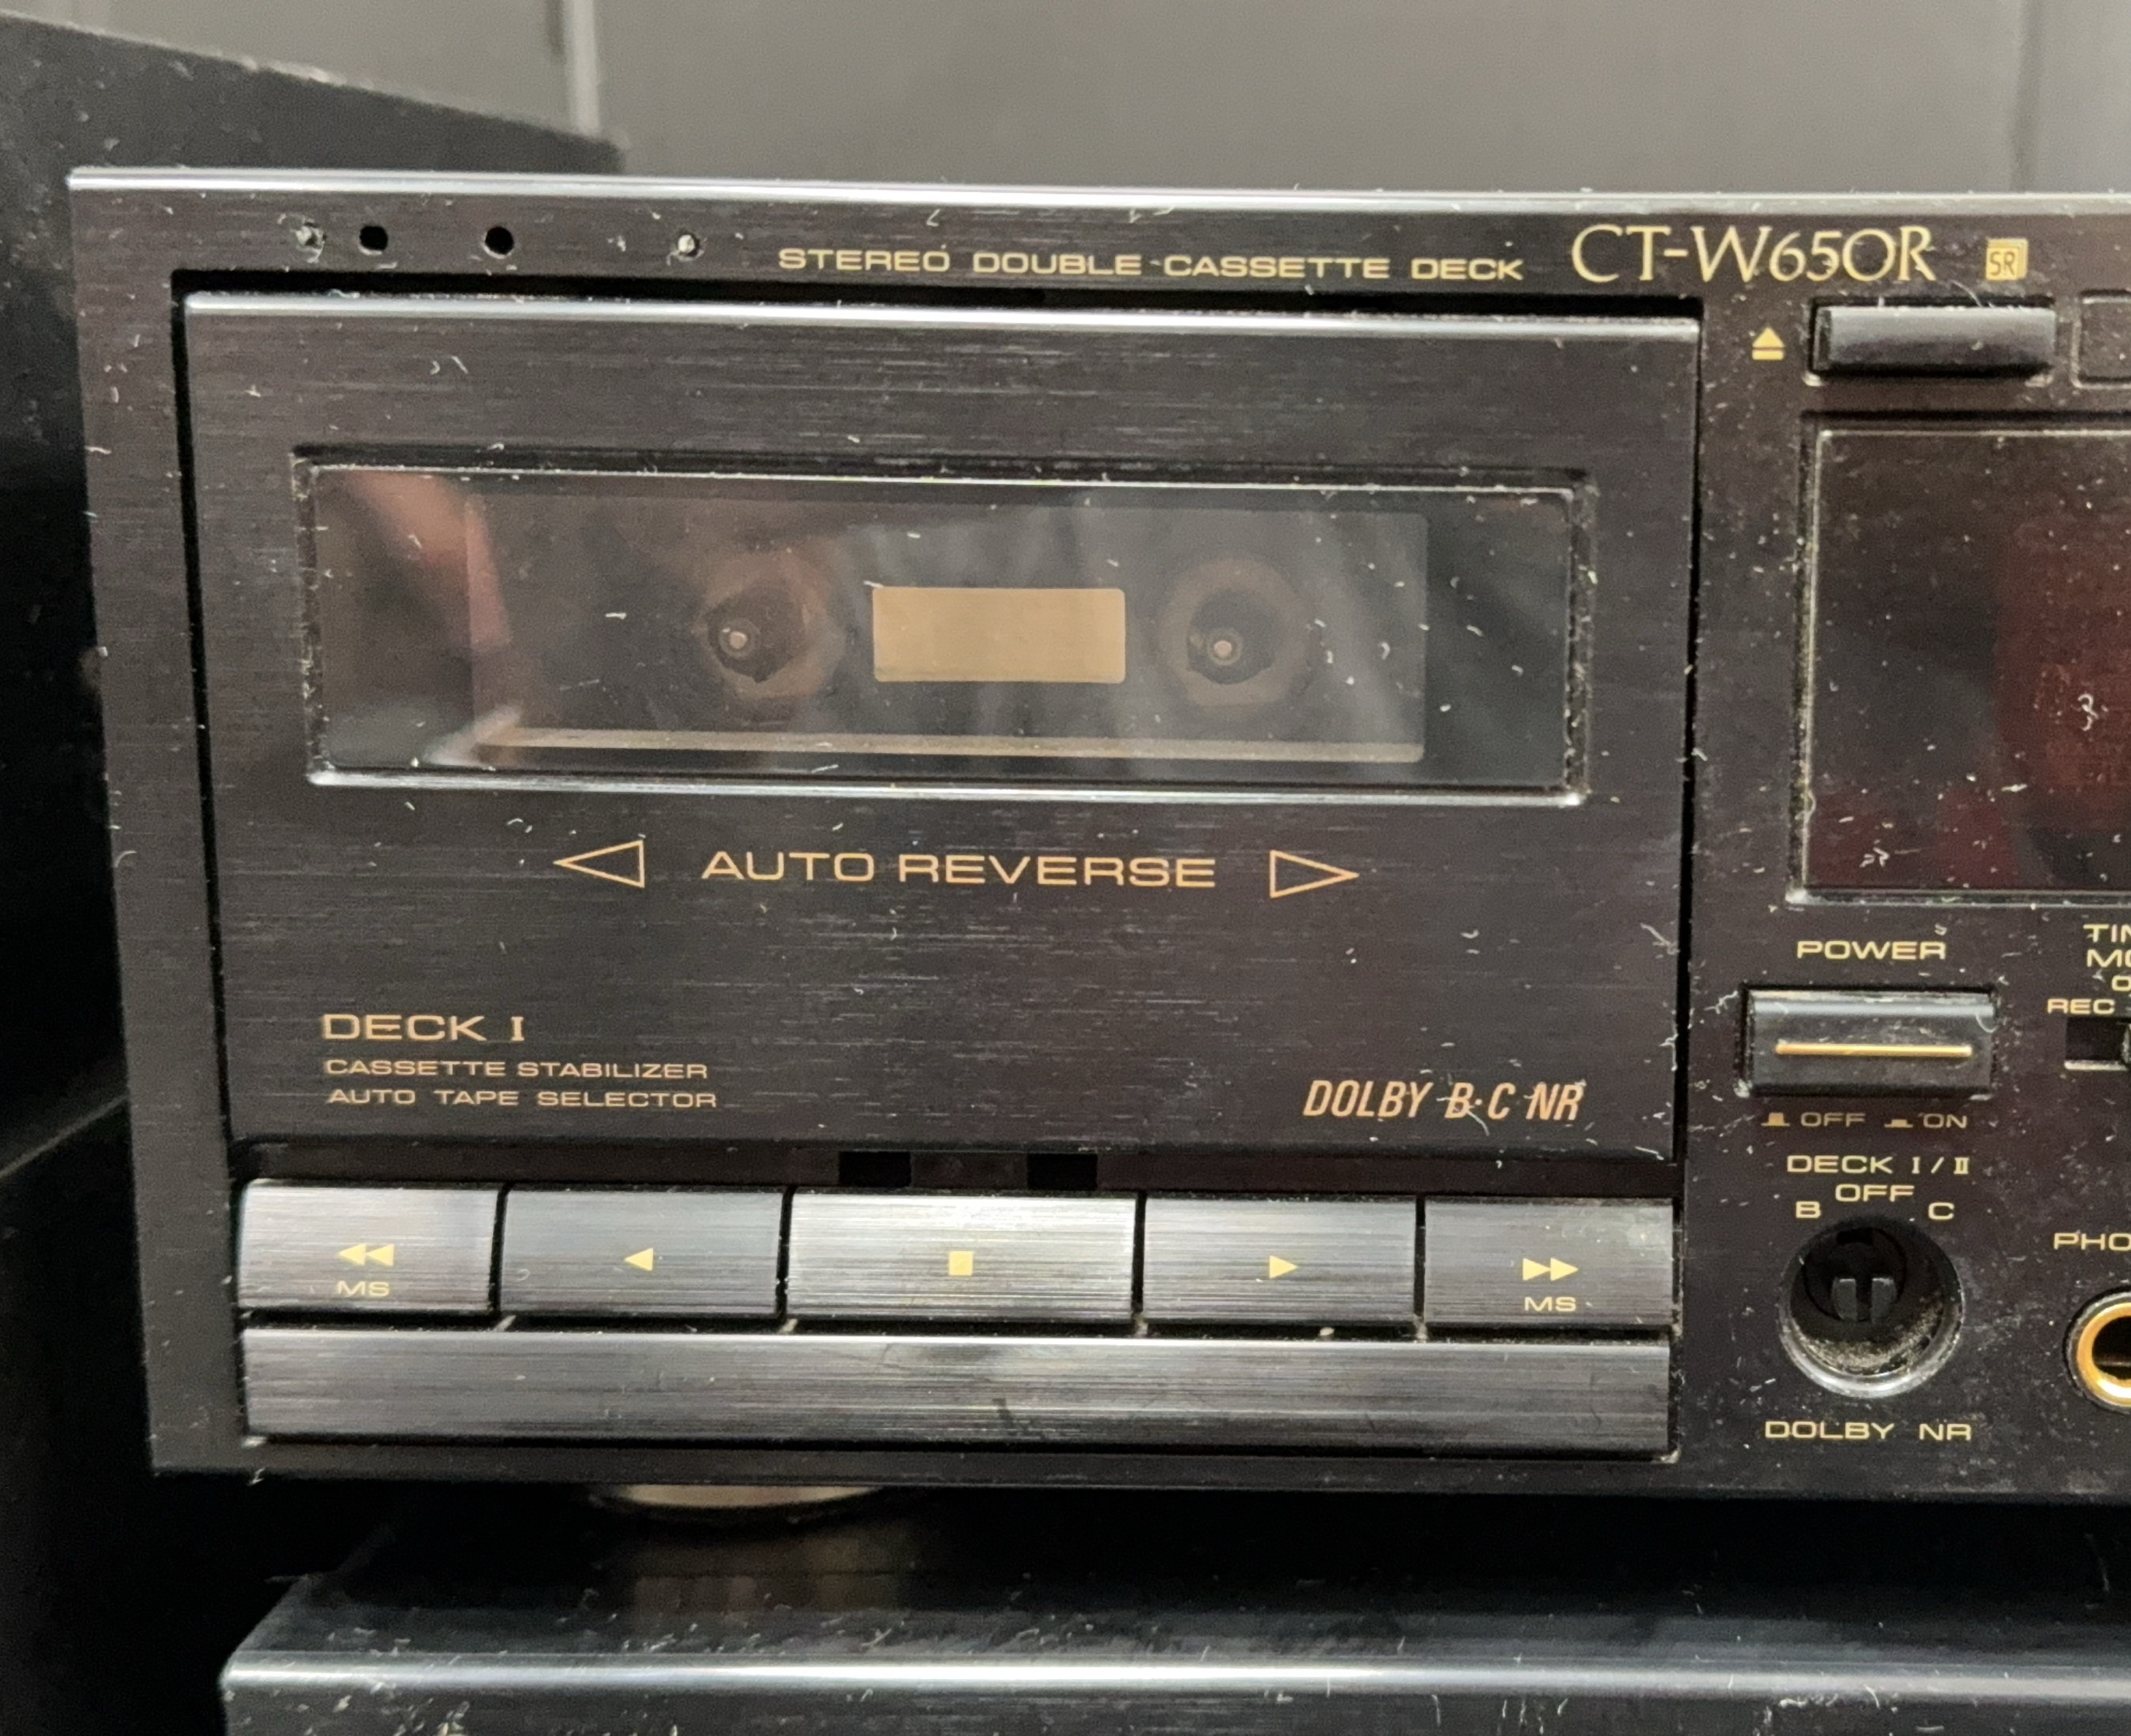 STEREO DOUBLE CASSETTE DECK CT-W650R SR
AUTO REVERSE
DECK I
CASSETTE STABILIZER
AUTO TAPE SELECTOR
DOLBY B·C NR
MS
MS
POWER
OFF ON
DECK I/II
OFF
B C
DOLBY NR
REC